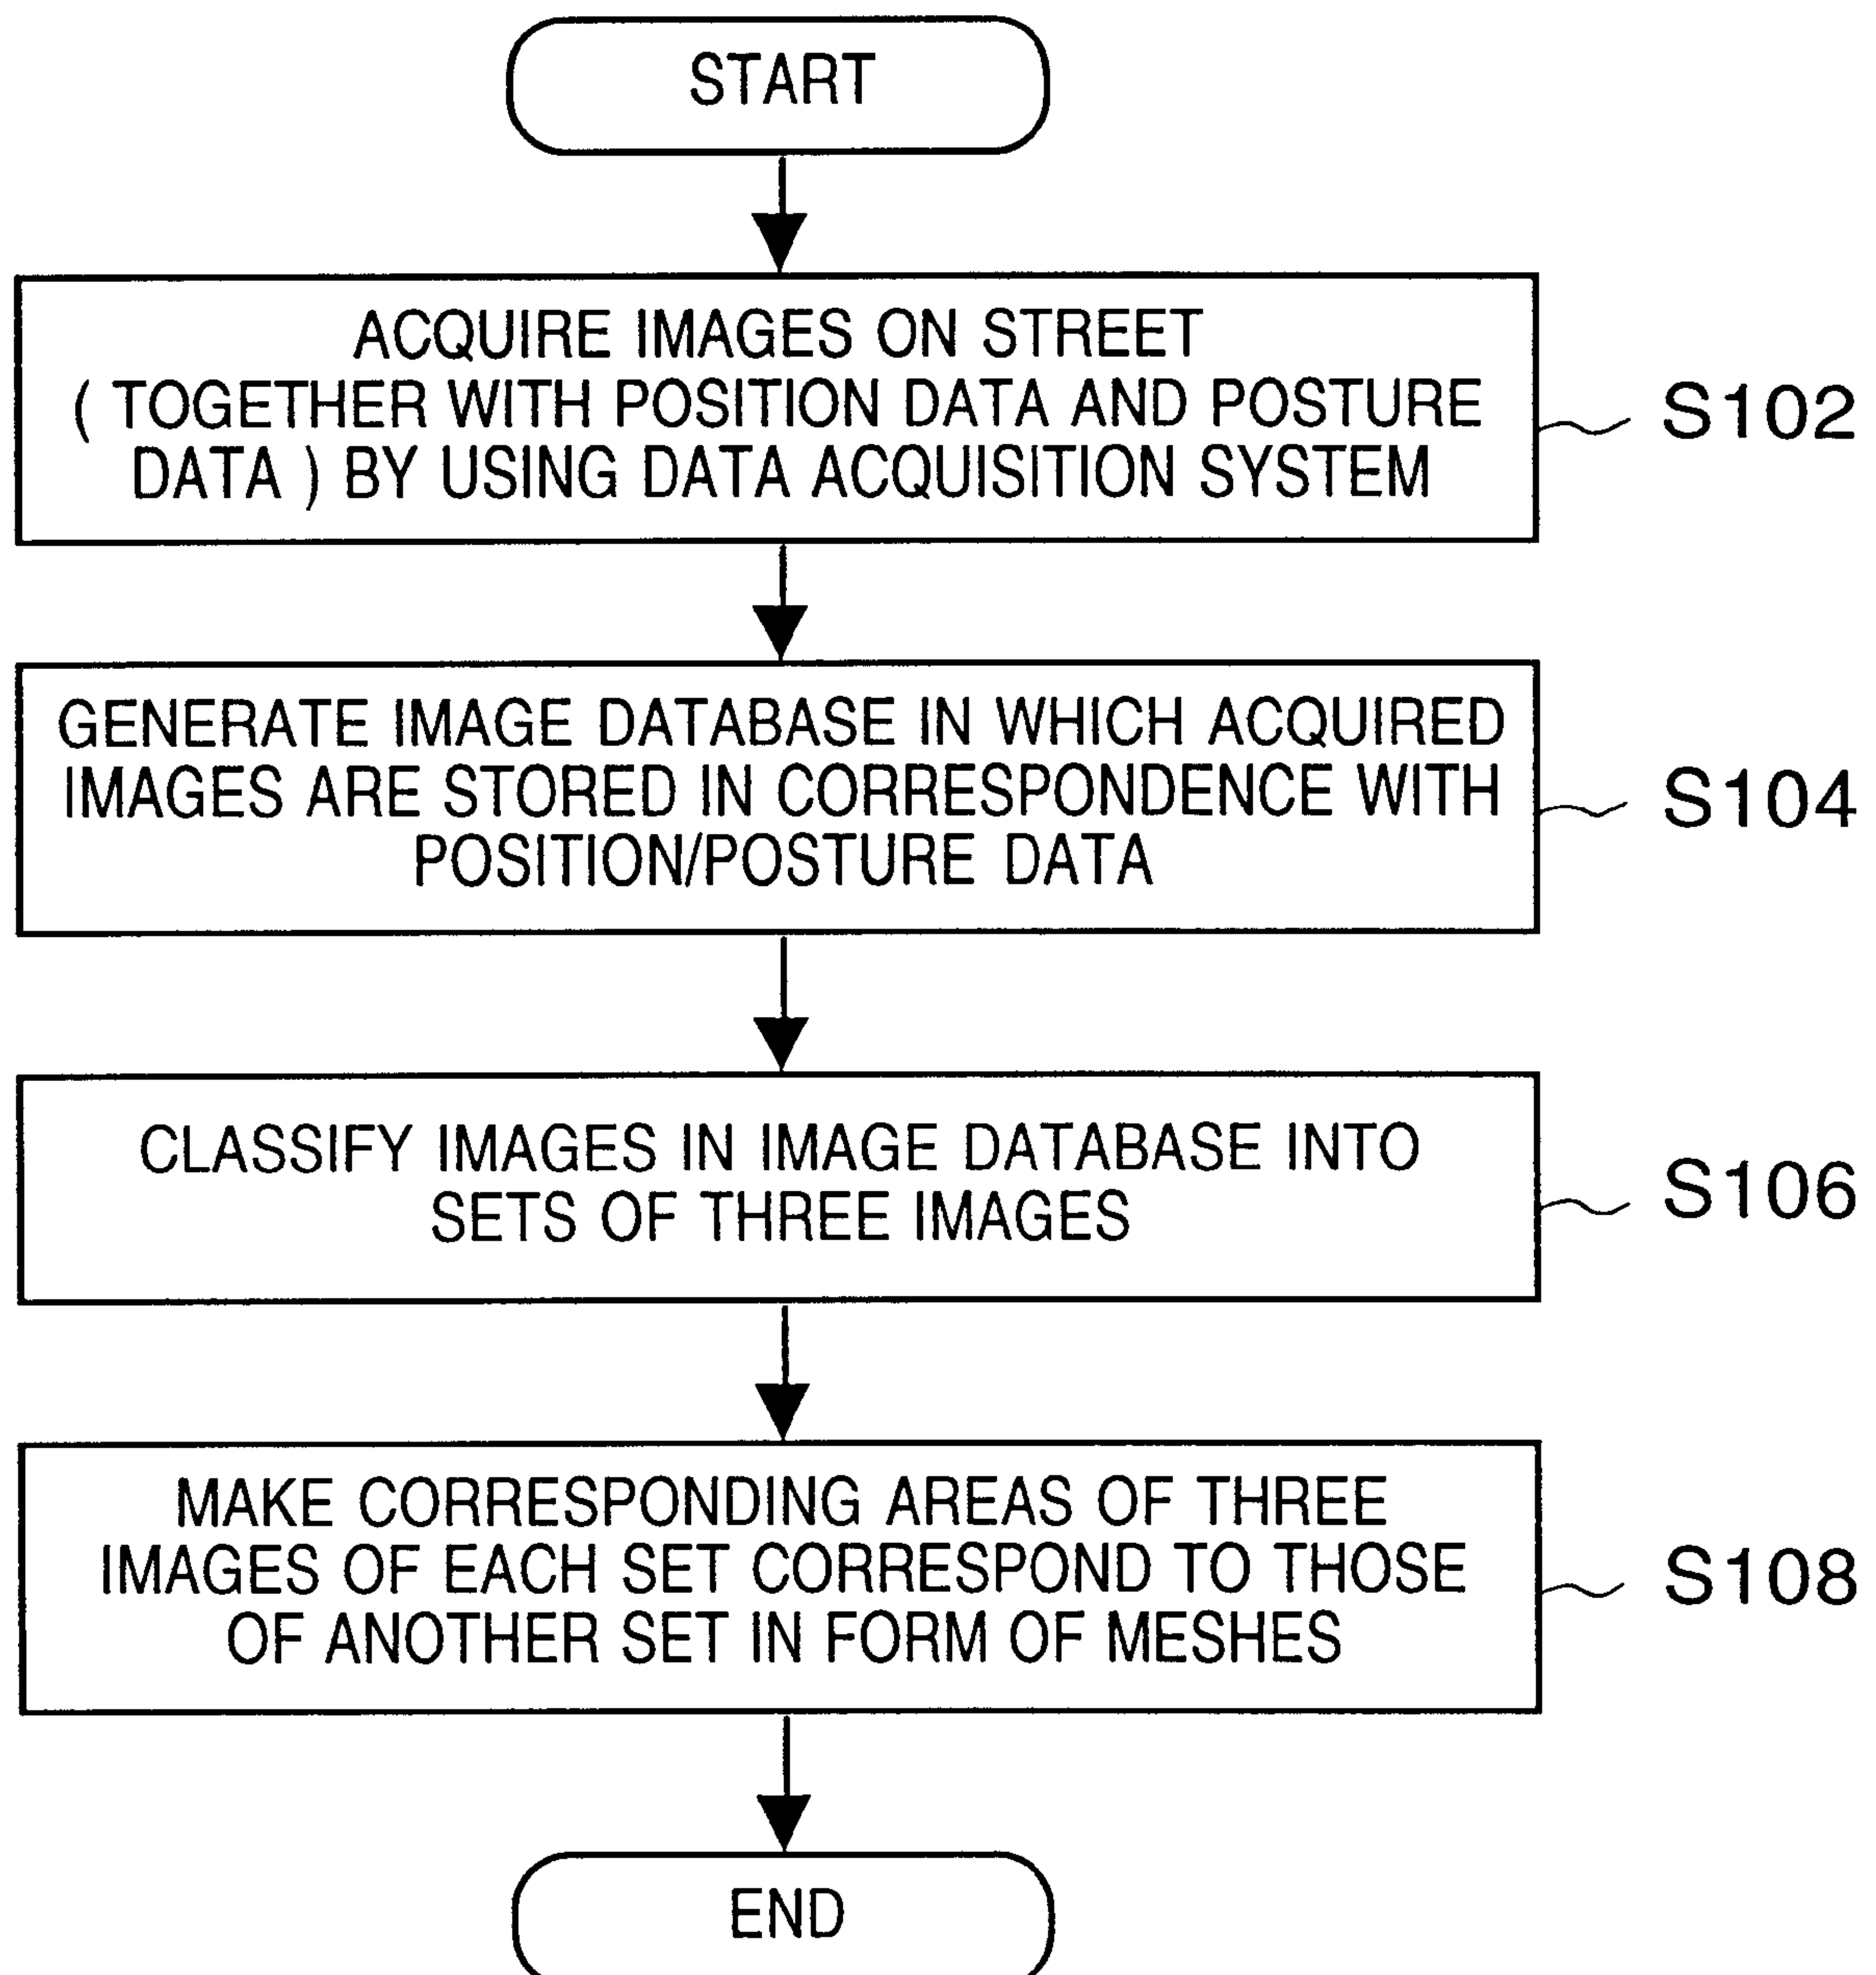 START
ACQUIRE IMAGES ON STREET
( TOGETHER WITH POSITION DATA AND POSTURE
DATA ) BY USING DATA ACQUISITION SYSTEM
S102
GENERATE IMAGE DATABASE IN WHICH ACQUIRED
IMAGES ARE STORED IN CORRESPONDENCE WITH
POSITION/POSTURE DATA
S104
CLASSIFY IMAGES IN IMAGE DATABASE INTO
SETS OF THREE IMAGES
S106
MAKE CORRESPONDING AREAS OF THREE
IMAGES OF EACH SET CORRESPOND TO THOSE
OF ANOTHER SET IN FORM OF MESHES
S108
END